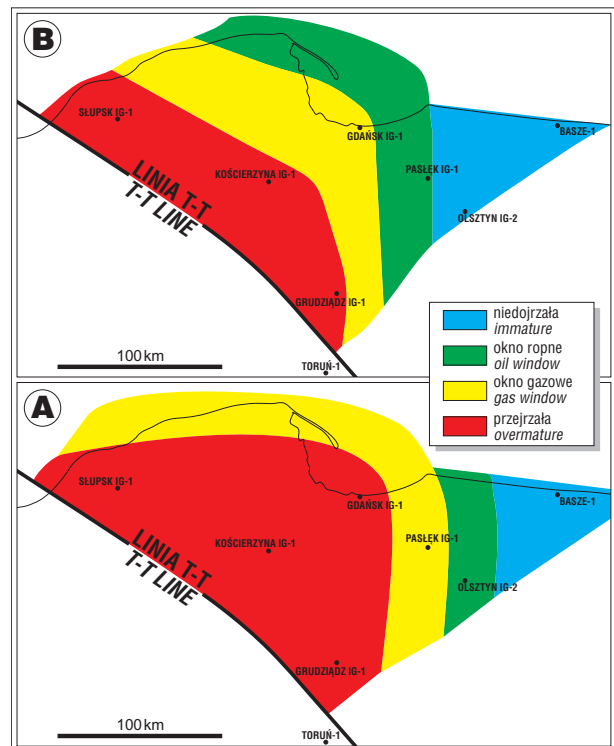 B
SŁUPSK IG-1
GDAŃSK IG-1
BASZE-1
KOŚCIERZYNA IG-1
PASŁĘK IG-1
LINIA T-T
T-T LINE
OLSZTYN IG-2
GRUDZIĄDZ IG-1
100 km
TORUŃ-1
niedojrzała
immature
okno ropne
oil window
okno gazowe
gas window
przejrzała
overmature
A
SŁUPSK IG-1
GDAŃSK IG-1
BASZE-1
KOŚCIERZYNA IG-1
PASŁĘK IG-1
LINIA T-T
T-T LINE
OLSZTYN IG-2
GRUDZIĄDZ IG-1
100 km
TORUŃ-1